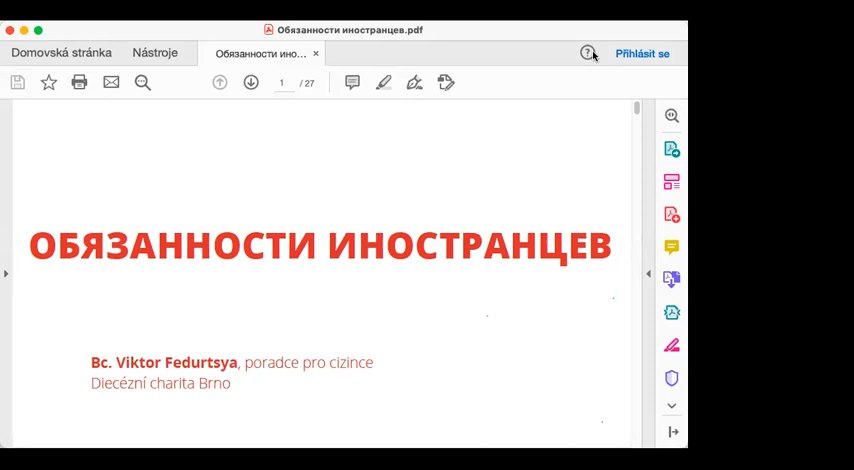 Обязанности иностранцев.pdf
Domovská stránka Nástroje Обязанности ино... × ? Přihlásit se
1 / 27
ОБЯЗАННОСТИ ИНОСТРАНЦЕВ
Bc. Viktor Fedurtsya, poradce pro cizince
Diecézní charita Brno